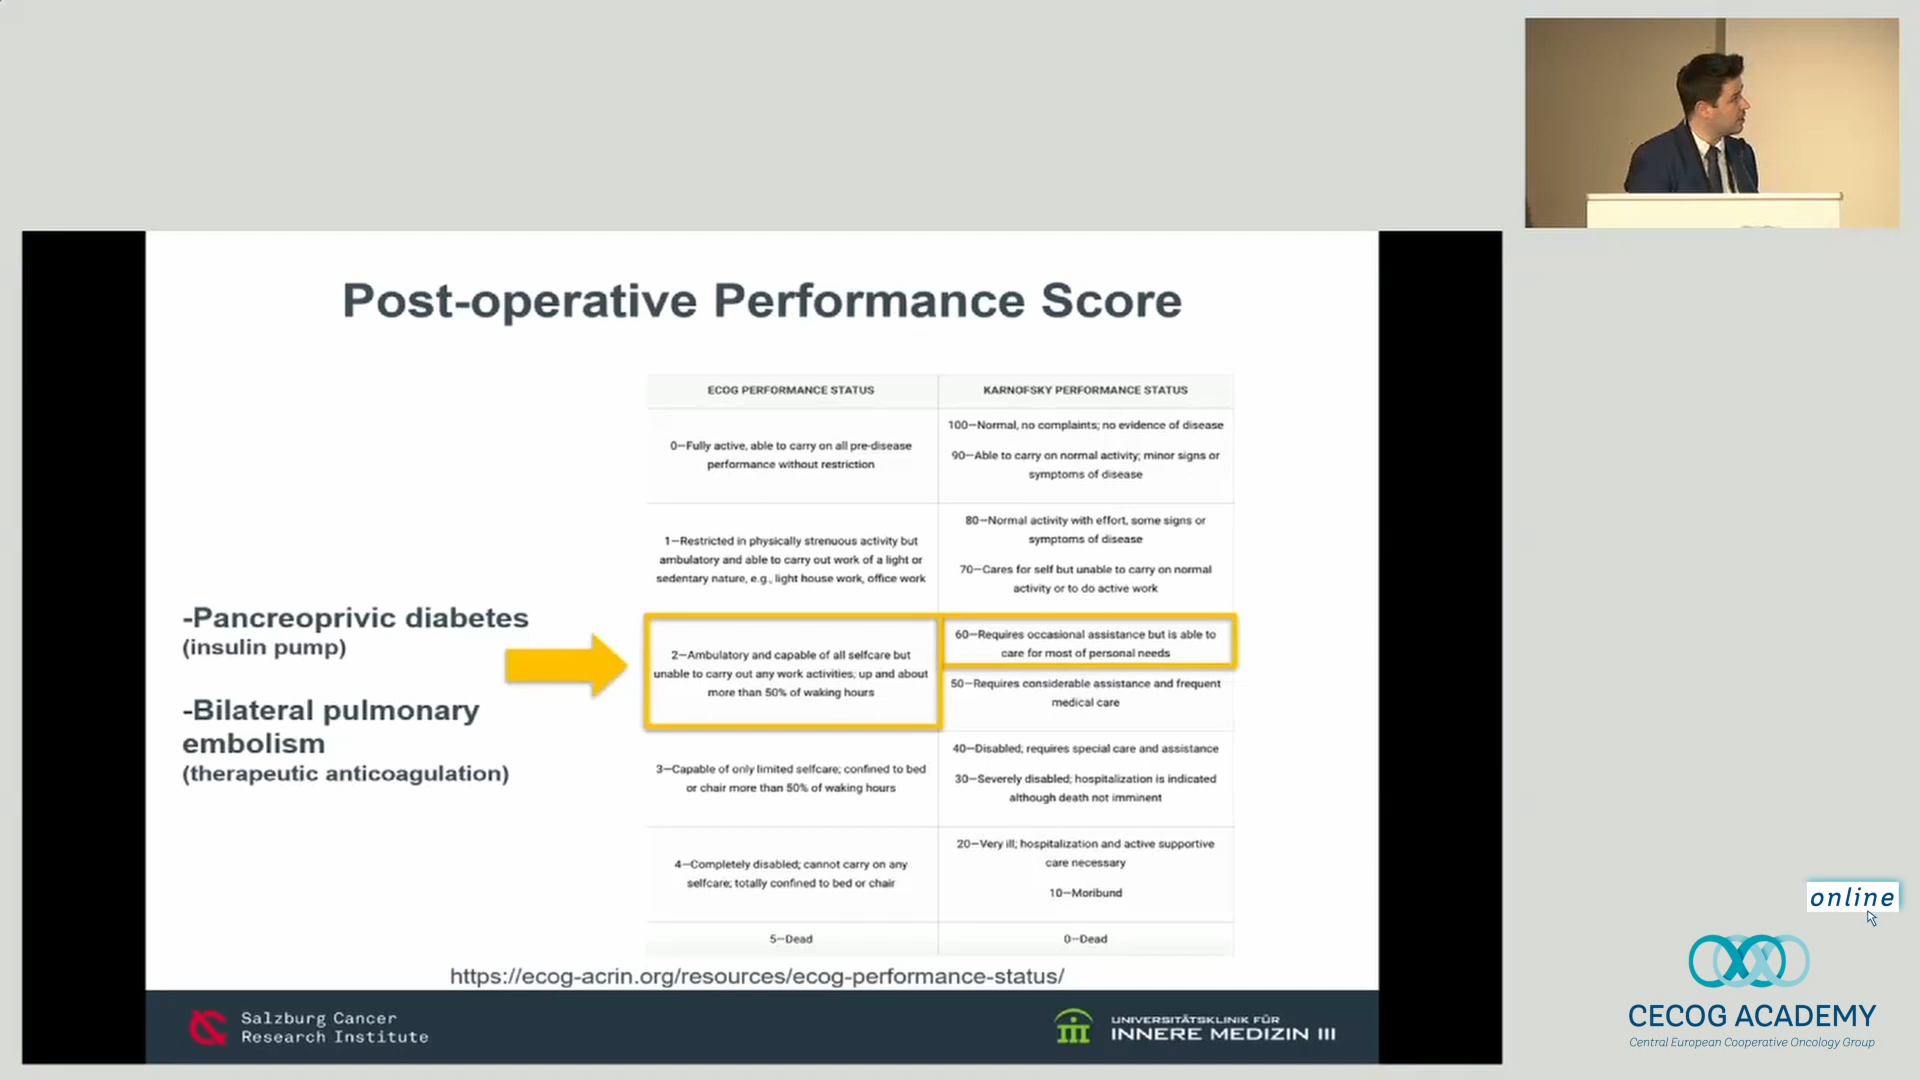 Post-operative Performance Score
ECOG PERFORMANCE STATUS
KARNOFSKY PERFORMANCE STATUS
0—Fully active, able to carry on all pre-disease
performance without restriction
100—Normal, no complaints; no evidence of disease
90—Able to carry on normal activity; minor signs or
symptoms of disease
1—Restricted in physically strenuous activity but
ambulatory and able to carry out work of a light or
sedentary nature, e.g., light house work, office work
80—Normal activity with effort, some signs or
symptoms of disease
70—Cares for self but unable to carry on normal
activity or to do active work
-Pancreoprivic diabetes
(insulin pump)
-Bilateral pulmonary
embolism
(therapeutic anticoagulation)
2—Ambulatory and capable of all selfcare but
unable to carry out any work activities; up and about
more than 50% of waking hours
60—Requires occasional assistance but is able to
care for most of personal needs
50—Requires considerable assistance and frequent
medical care
3—Capable of only limited selfcare; confined to bed
or chair more than 50% of waking hours
40—Disabled; requires special care and assistance
30—Severely disabled; hospitalization is indicated
although death not imminent
4—Completely disabled; cannot carry on any
selfcare; totally confined to bed or chair
20—Very ill; hospitalization and active supportive
care necessary
10—Moribund
5—Dead
0—Dead
https://ecog-acrin.org/resources/ecog-performance-status/
Salzburg Cancer
Research Institute
UNIVERSITÄTSKLINIK FÜR
INNERE MEDIZIN III
online
CECOG ACADEMY
Central European Cooperative Oncology Group